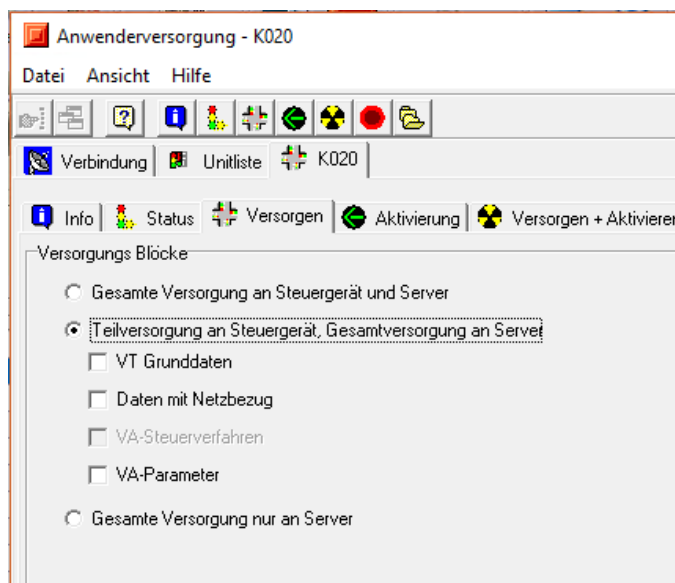 Anwenderversorgung - K020
Datei Ansicht Hilfe
Verbindung Unitliste K020
Info Status Versorgen Aktivierung Versorgen + Aktivieren
Versorgungs Blöcke
Gesamte Versorgung an Steuergerät und Server
Teilversorgung an Steuergerät, Gesamtversorgung an Server
VT Grunddaten
Daten mit Netzbezug
VA-Steuerverfahren
VA-Parameter
Gesamte Versorgung nur an Server